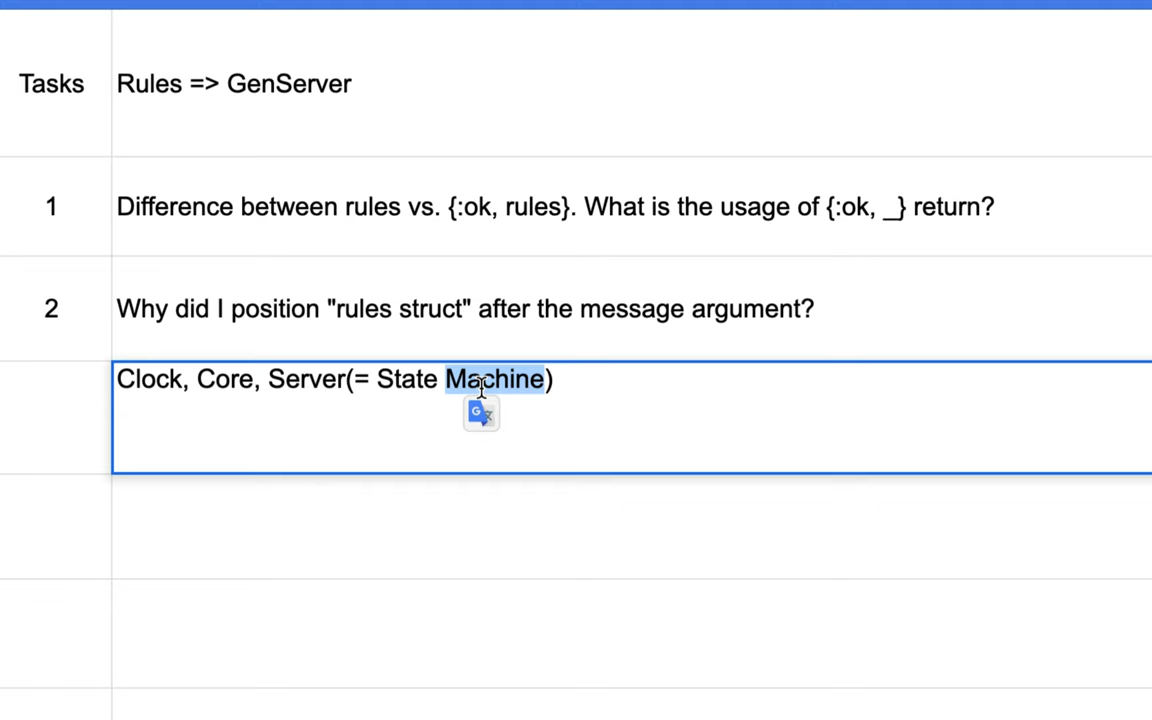 Tasks Rules => GenServer
1 Difference between rules vs. {:ok, rules}. What is the usage of {:ok, _} return?
2 Why did I position "rules struct" after the message argument?
Clock, Core, Server(= State Machine)
G